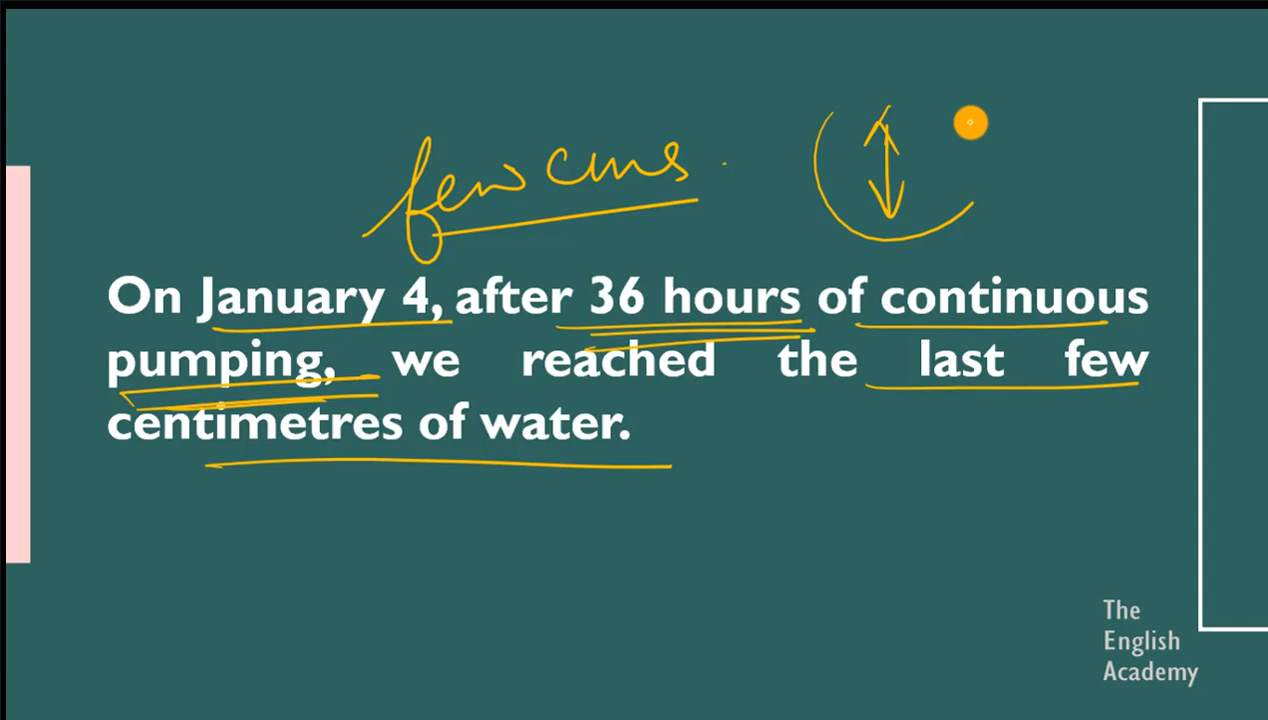 few cms.
On January 4, after 36 hours of continuous
pumping, we reached the last few
centimetres of water.
The
English
Academy